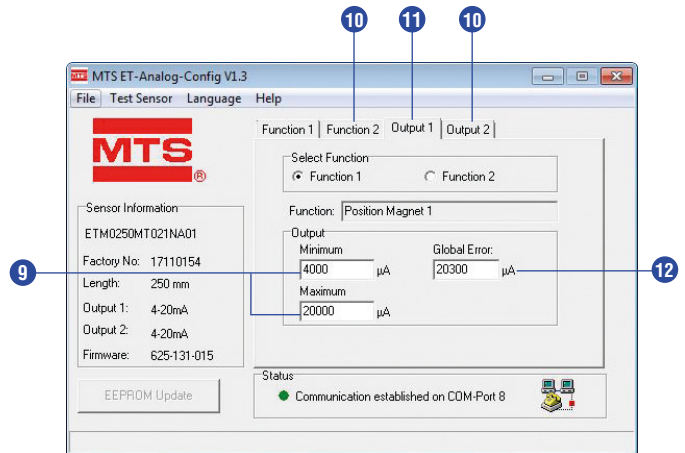 10 11 10
MTS ET-Analog-Config V1.3
File Test Sensor Language Help
Function 1 Function 2 Output 1 Output 2
MTS
®
Select Function
Function 1 Function 2
Sensor Information
ETM0250MT021NA01
Factory No: 17110154
Length: 250 mm
Output 1: 4-20mA
Output 2: 4-20mA
Firmware: 625-131-015
Function: Position Magnet 1
Output
Minimum Global Error:
9 4000 µA 20300 µA 12
Maximum
20000 µA
EEPROM Update
Status
Communication established on COM-Port 8